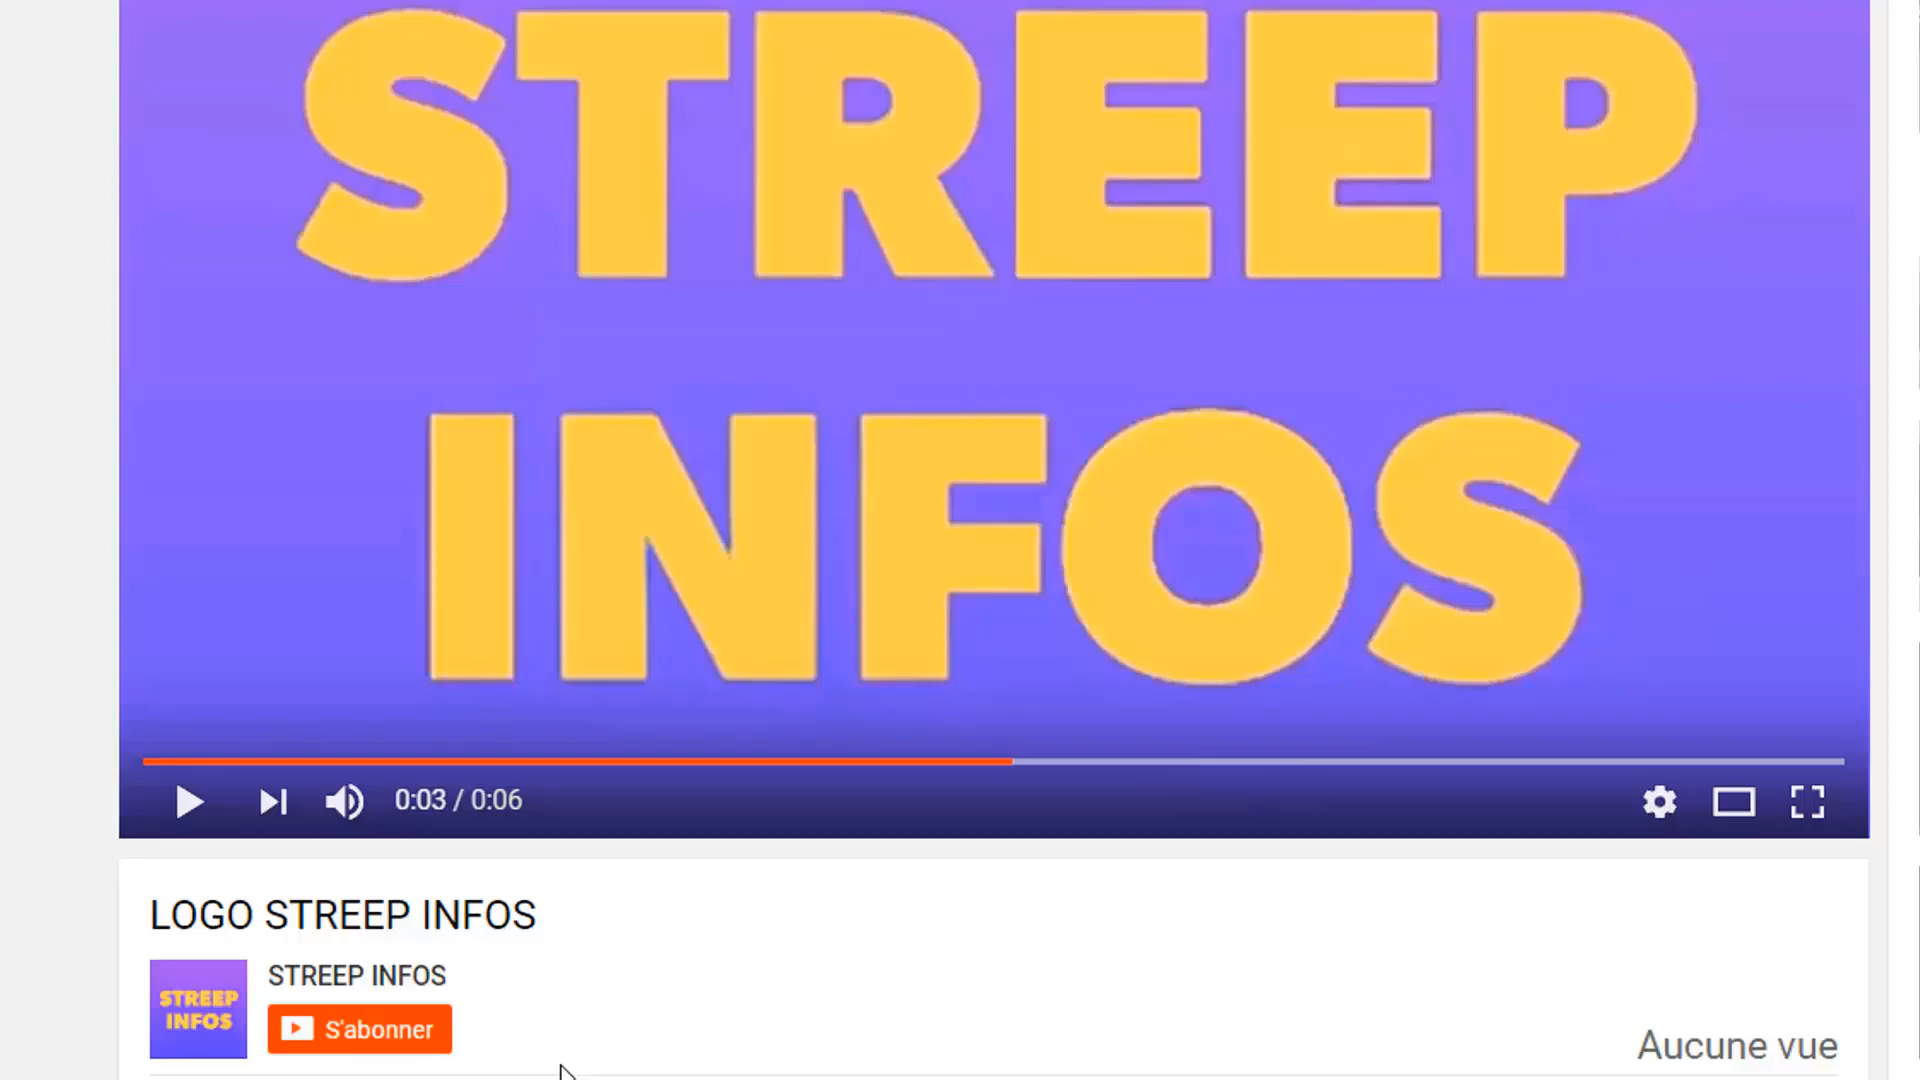 STREEP
INFOS
0:03 / 0:06
LOGO STREEP INFOS
STREEP INFOS
STREEP
INFOS
S'abonner
Aucune vue